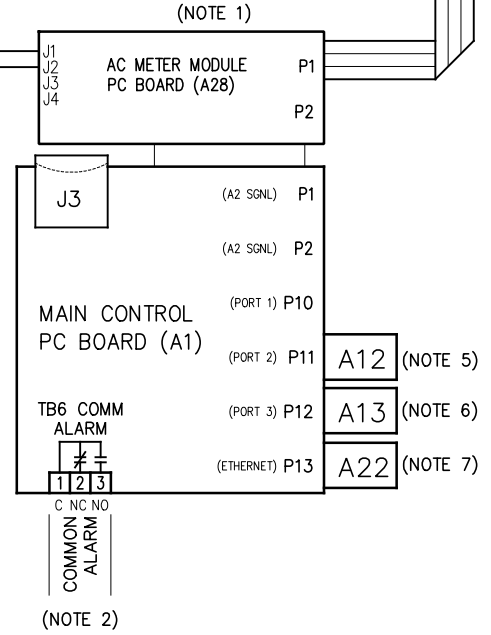 (NOTE 1)
J1
J2
J3
J4
AC METER MODULE
PC BOARD (A28)
P1
P2
J3
(A2 SGNL) P1
(A2 SGNL) P2
(PORT 1) P10
MAIN CONTROL
PC BOARD (A1)
(PORT 2) P11 A12 (NOTE 5)
(PORT 3) P12 A13 (NOTE 6)
(ETHERNET) P13 A22 (NOTE 7)
TB6 COMM
ALARM
1 2 3
C NC NO
COMMON
ALARM
(NOTE 2)